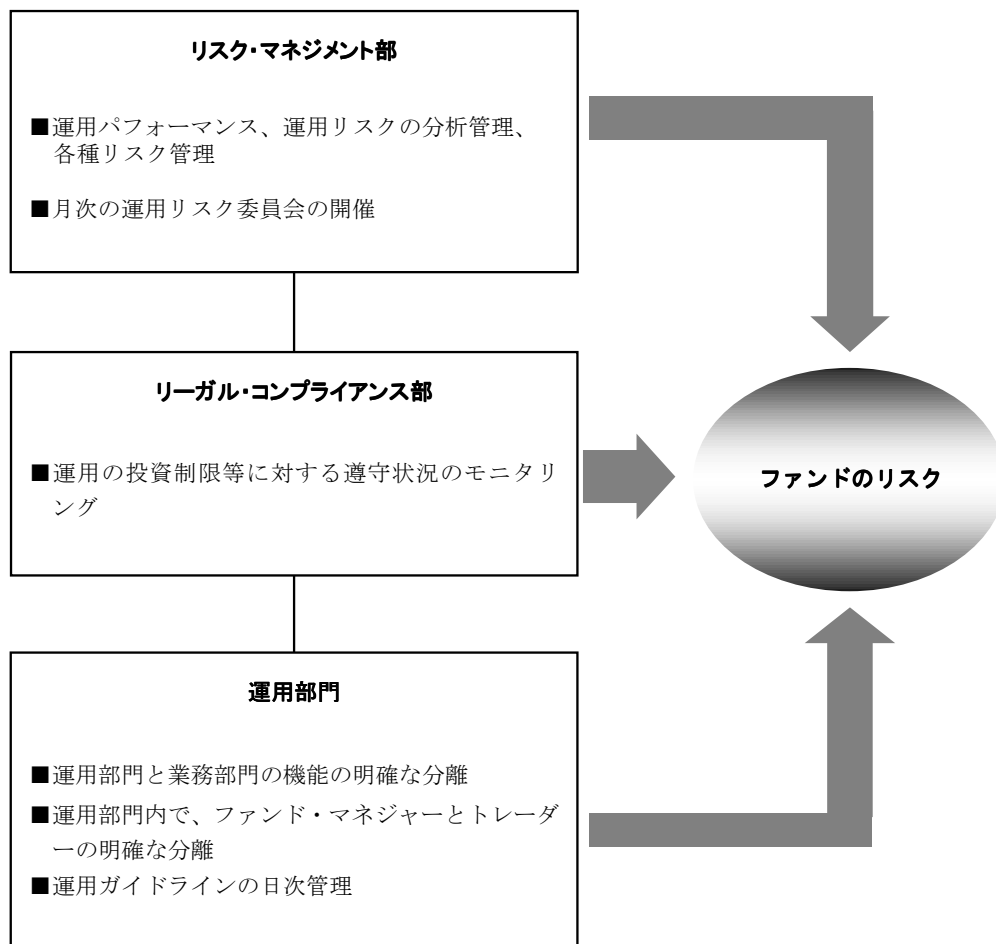 リスク・マネジメント部
■運用パフォーマンス、運用リスクの分析管理、
各種リスク管理
■月次の運用リスク委員会の開催
リーガル・コンプライアンス部
■運用の投資制限等に対する遵守状況のモニタリ
ング
ファンドのリスク
運用部門
■運用部門と業務部門の機能の明確な分離
■運用部門内で、ファンド・マネジャーとトレーダ
ーの明確な分離
■運用ガイドラインの日次管理